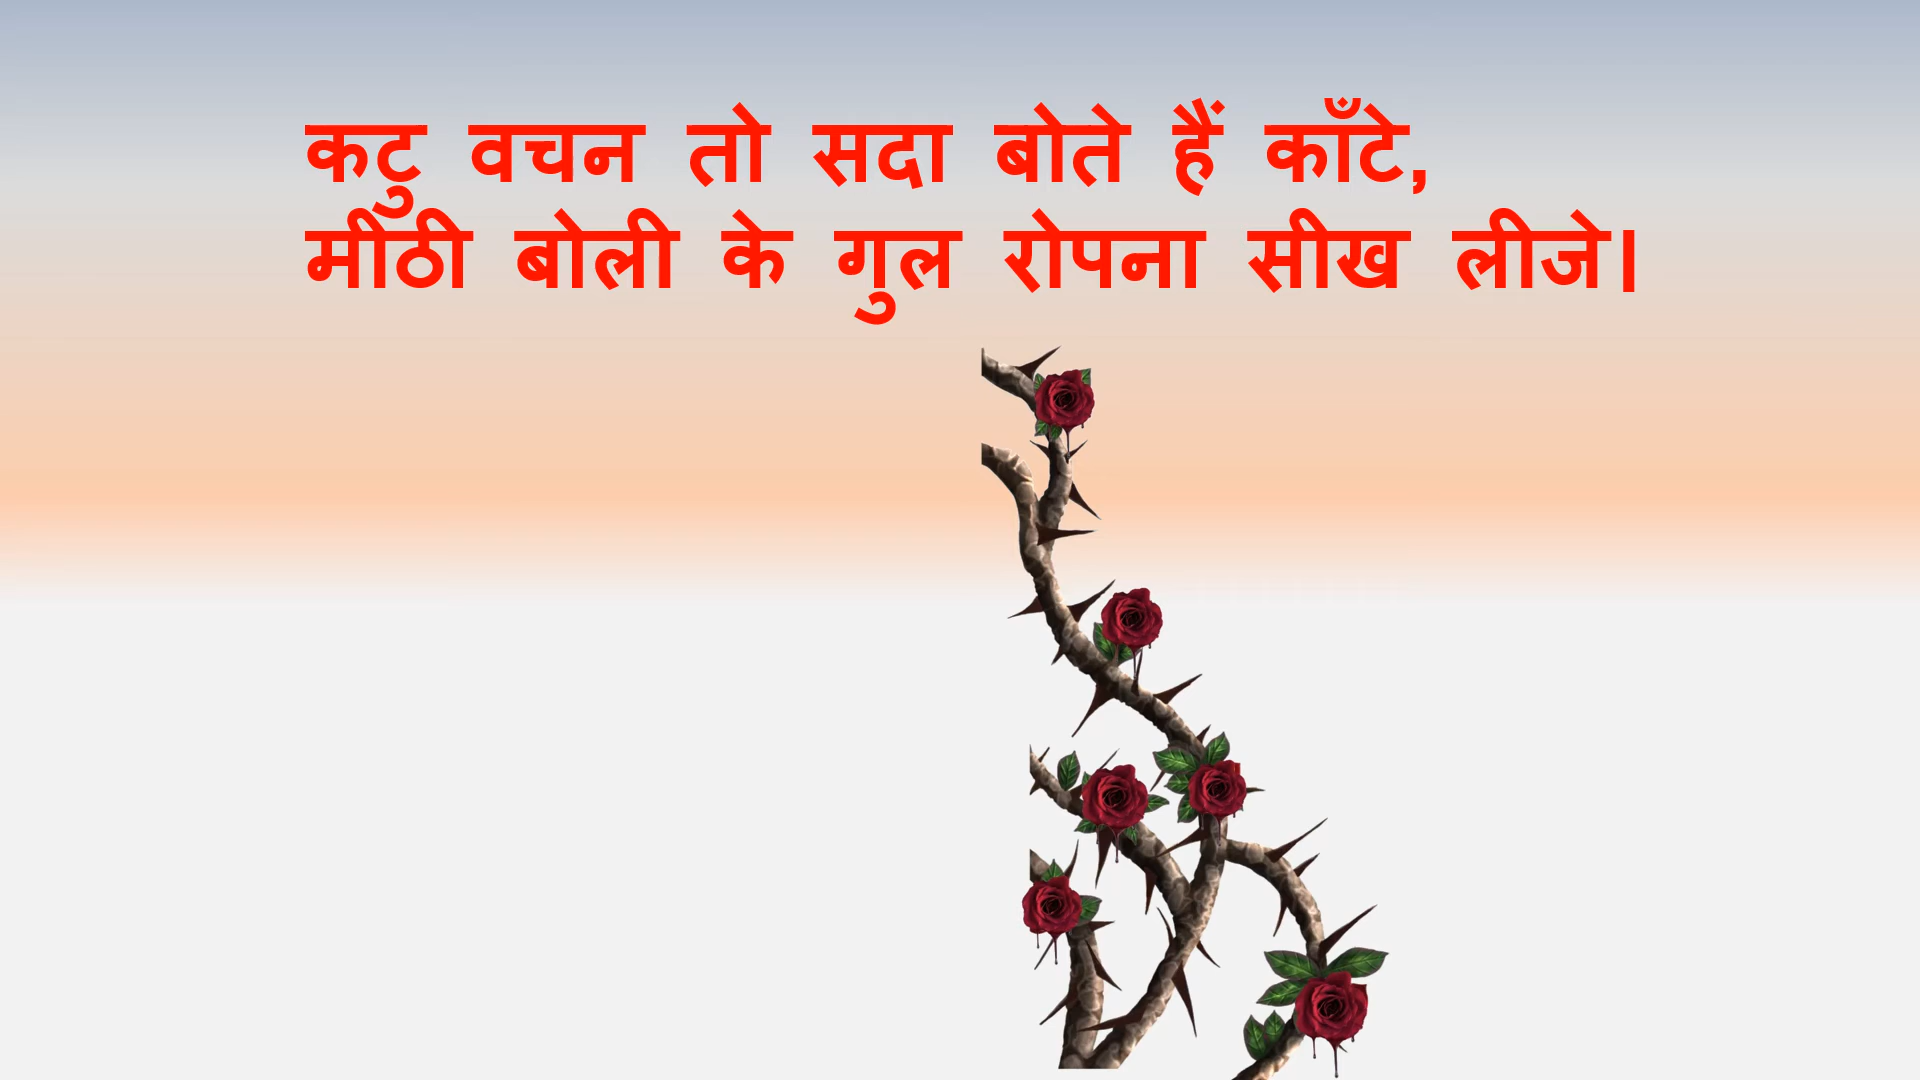 कटु वचन तो सदा बोते हैं काँटे,
मीठी बोली के गुल रोपना सीख लीजे।